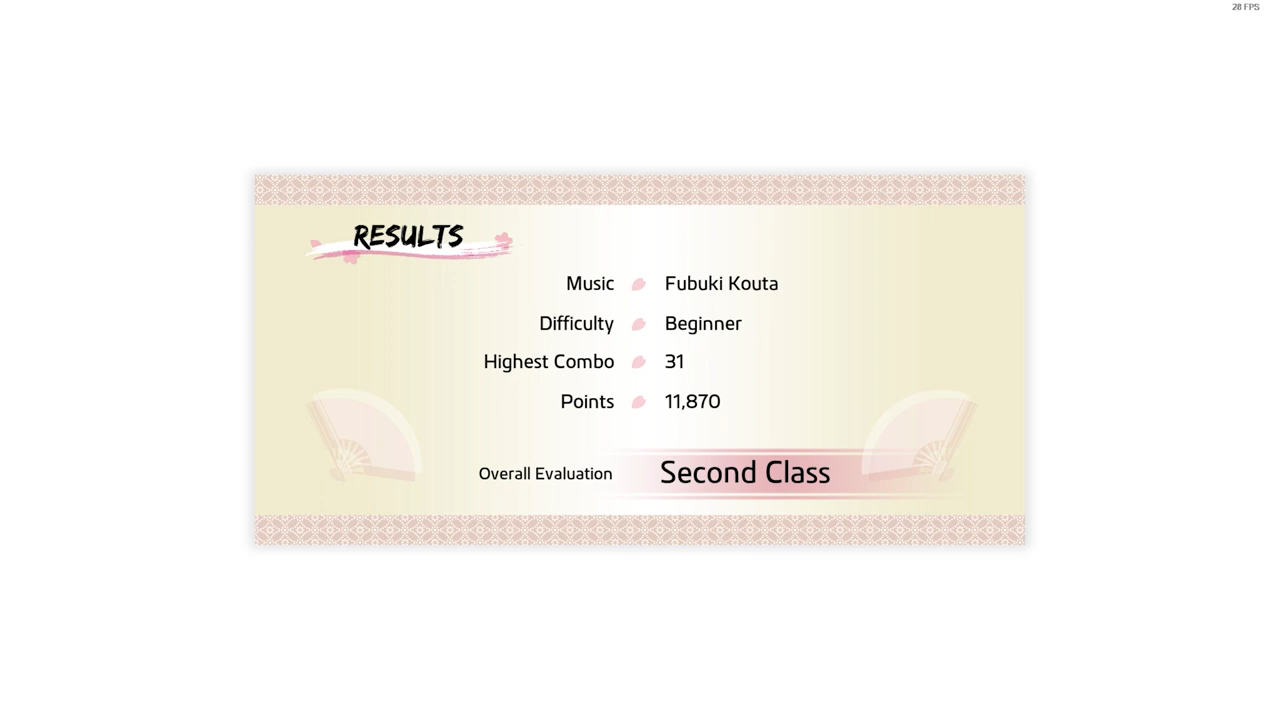 28 FPS
RESULTS
Music Fubuki Kouta
Difficulty Beginner
Highest Combo 31
Points 11,870
Overall Evaluation Second Class